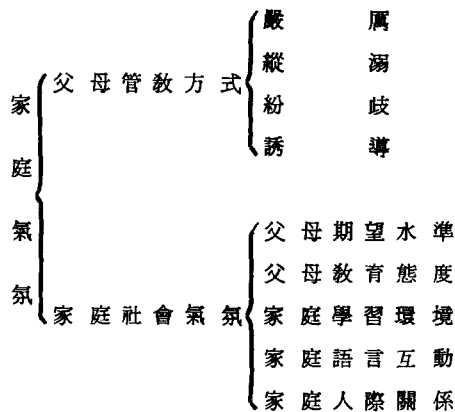 家庭氣氛
父母管教方式
嚴厲
縱溺
紛歧
誘導
家庭社會氣氛
父母期望水準
父母教育態度
家庭學習環境
家庭語言互動
家庭人際關係